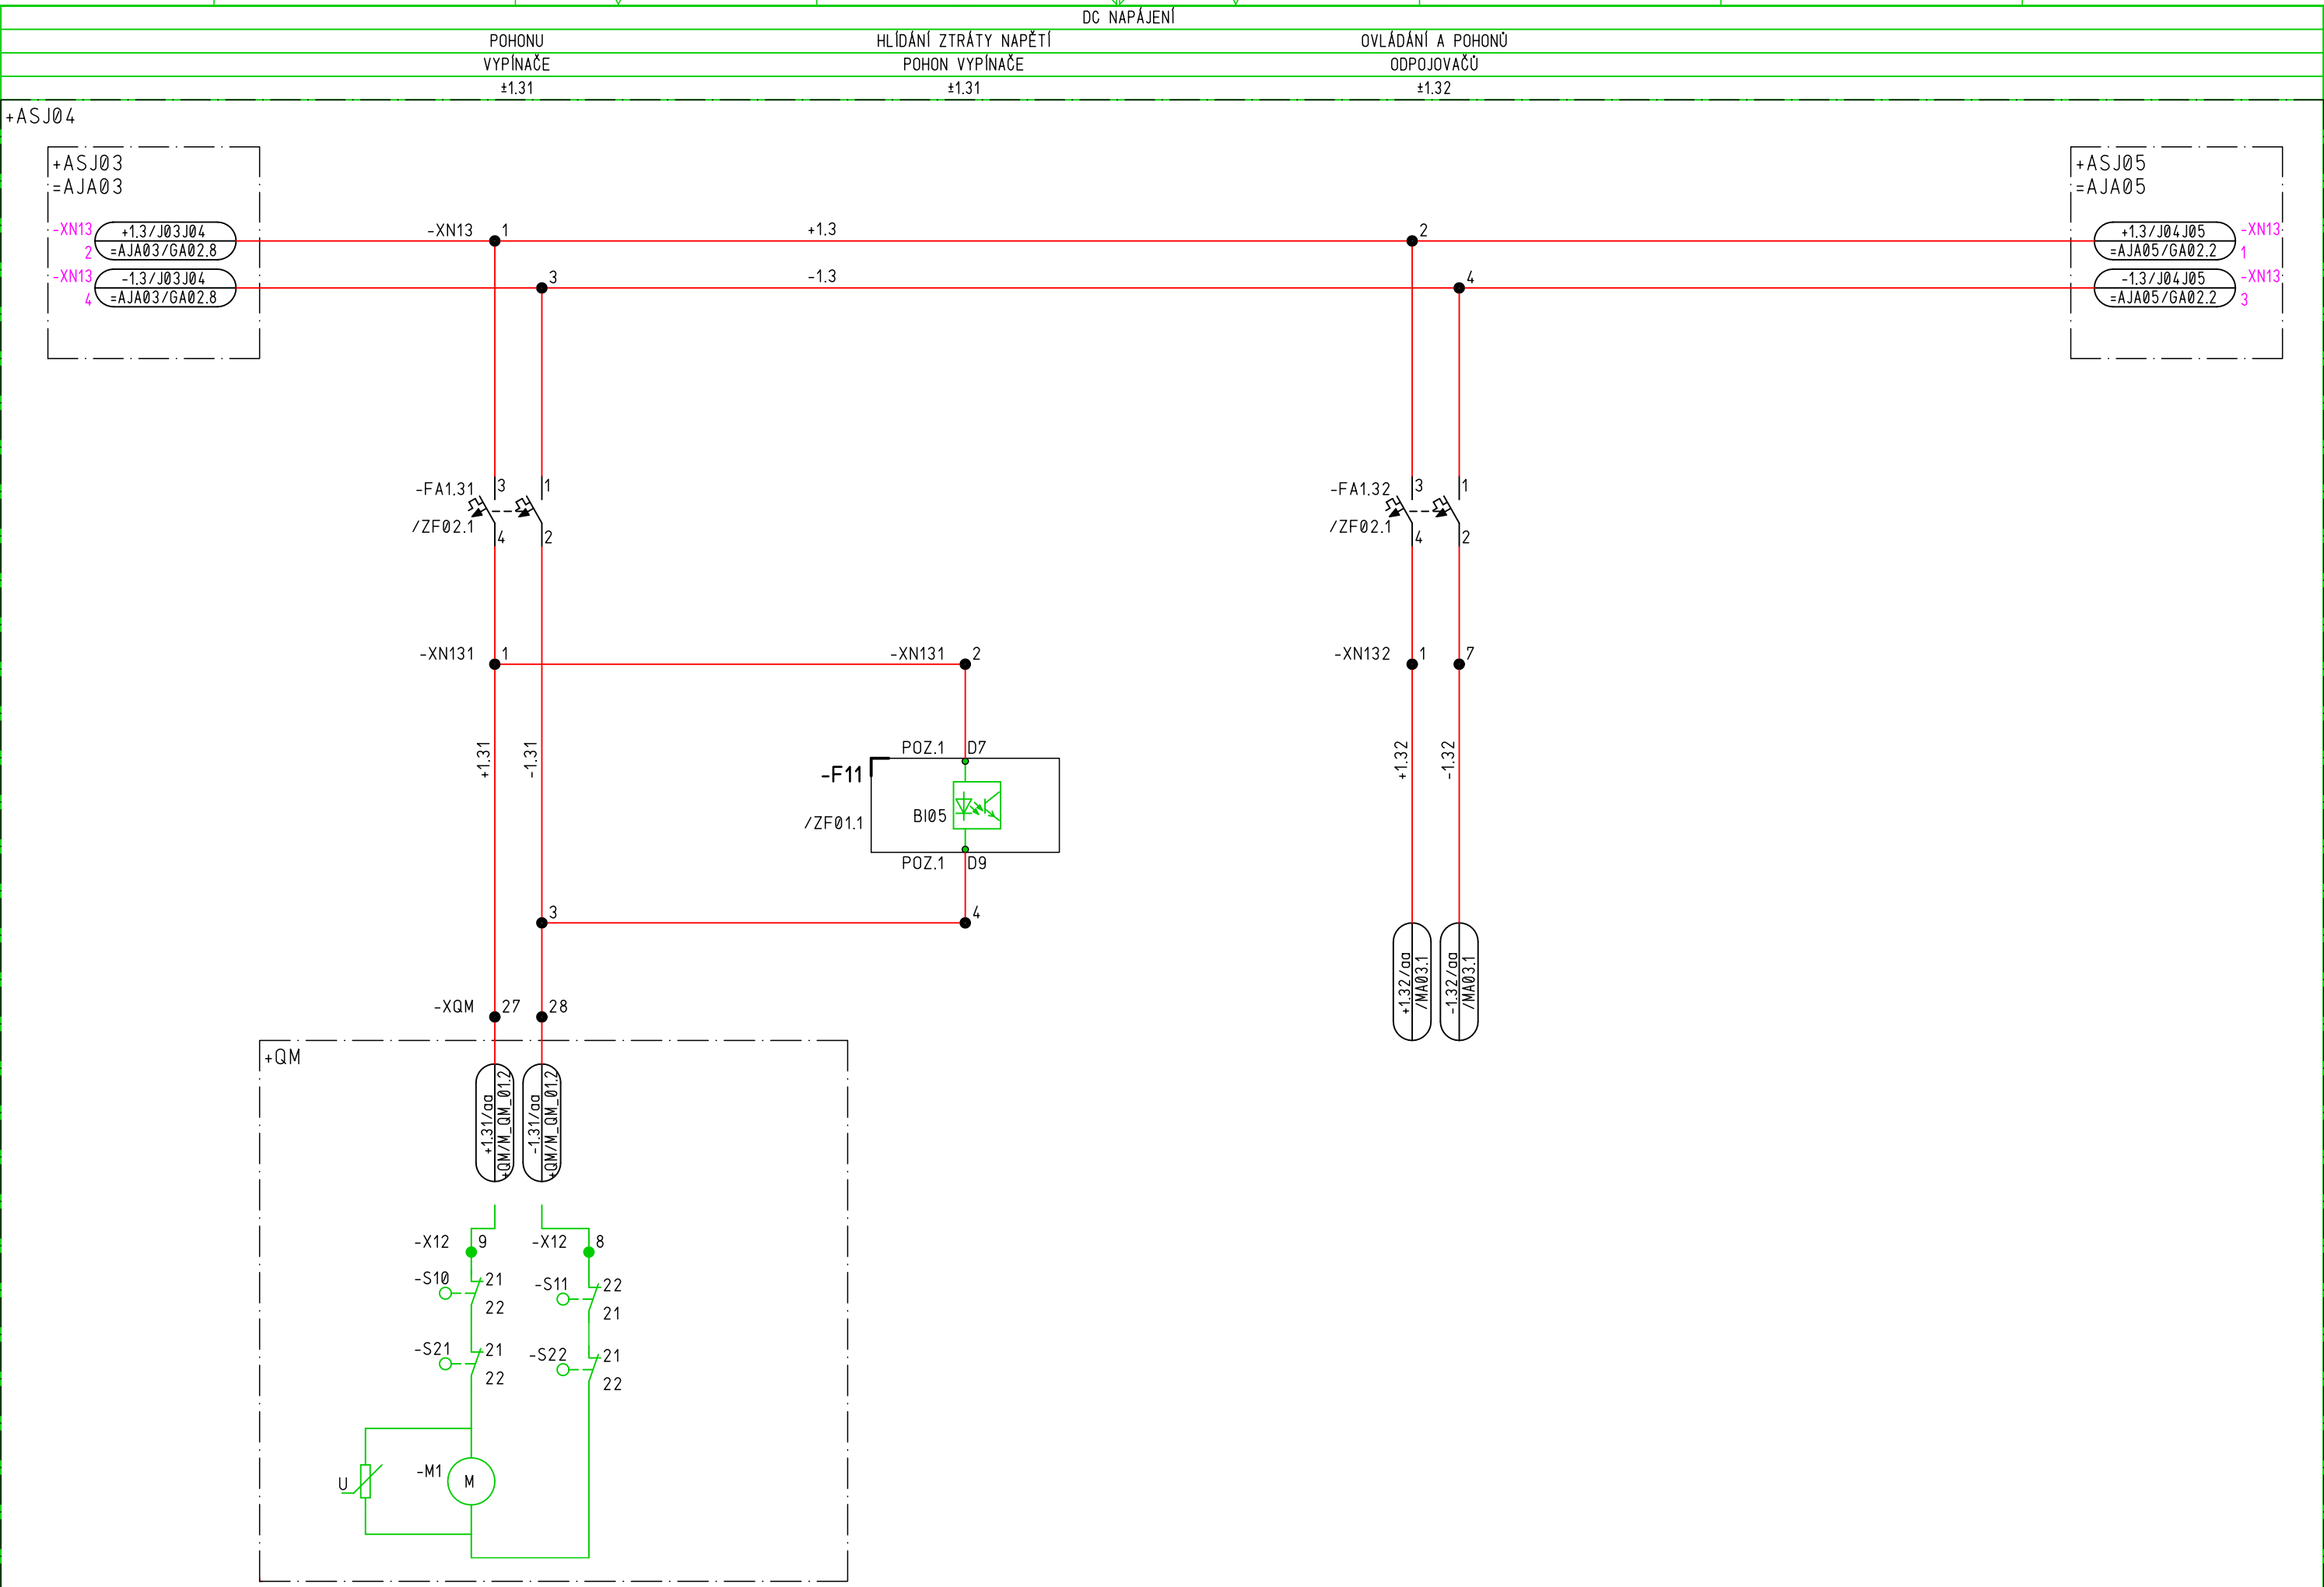 DC NAPÁJENÍ
POHONU HLÍDÁNÍ ZTRÁTY NAPĚTÍ OVLÁDÁNÍ A POHONŮ
VYPÍNAČE POHON VYPÍNAČE ODPOJOVAČŮ
±1.31 ±1.31 ±1.32
+ASJ04
+ASJ03 +ASJ05
=AJA03 =AJA05
-XN13 +1.3/J03J04 -XN13 1 +1.3 2 +1.3/J04J05 -XN13
2 =AJA03/GA02.8 =AJA05/GA02.2 1
-XN13 -1.3/J03J04 3 -1.3 4 -1.3/J04J05 -XN13
4 =AJA03/GA02.8 =AJA05/GA02.2 3
-FA1.31 3 1 -FA1.32 3 1
/ZF02.1 4 2 /ZF02.1 4 2
-XN131 1 -XN131 2 -XN132 1 7
+1.31 -1.31 +1.32 -1.32
POZ.1 D7
-F11
BI05
/ZF01.1
POZ.1 D9
3 4
+1.32/aa /MA03.1 -1.32/aa /MA03.1
-XQM 27 28
+QM
+1.31/aa +QM/M_QM_01.2 -1.31/aa +QM/M_QM_01.2
-X12 9 -X12 8
-S10 21 -S11 22
22 21
-S21 21 -S22 21
22 22
U -M1 M